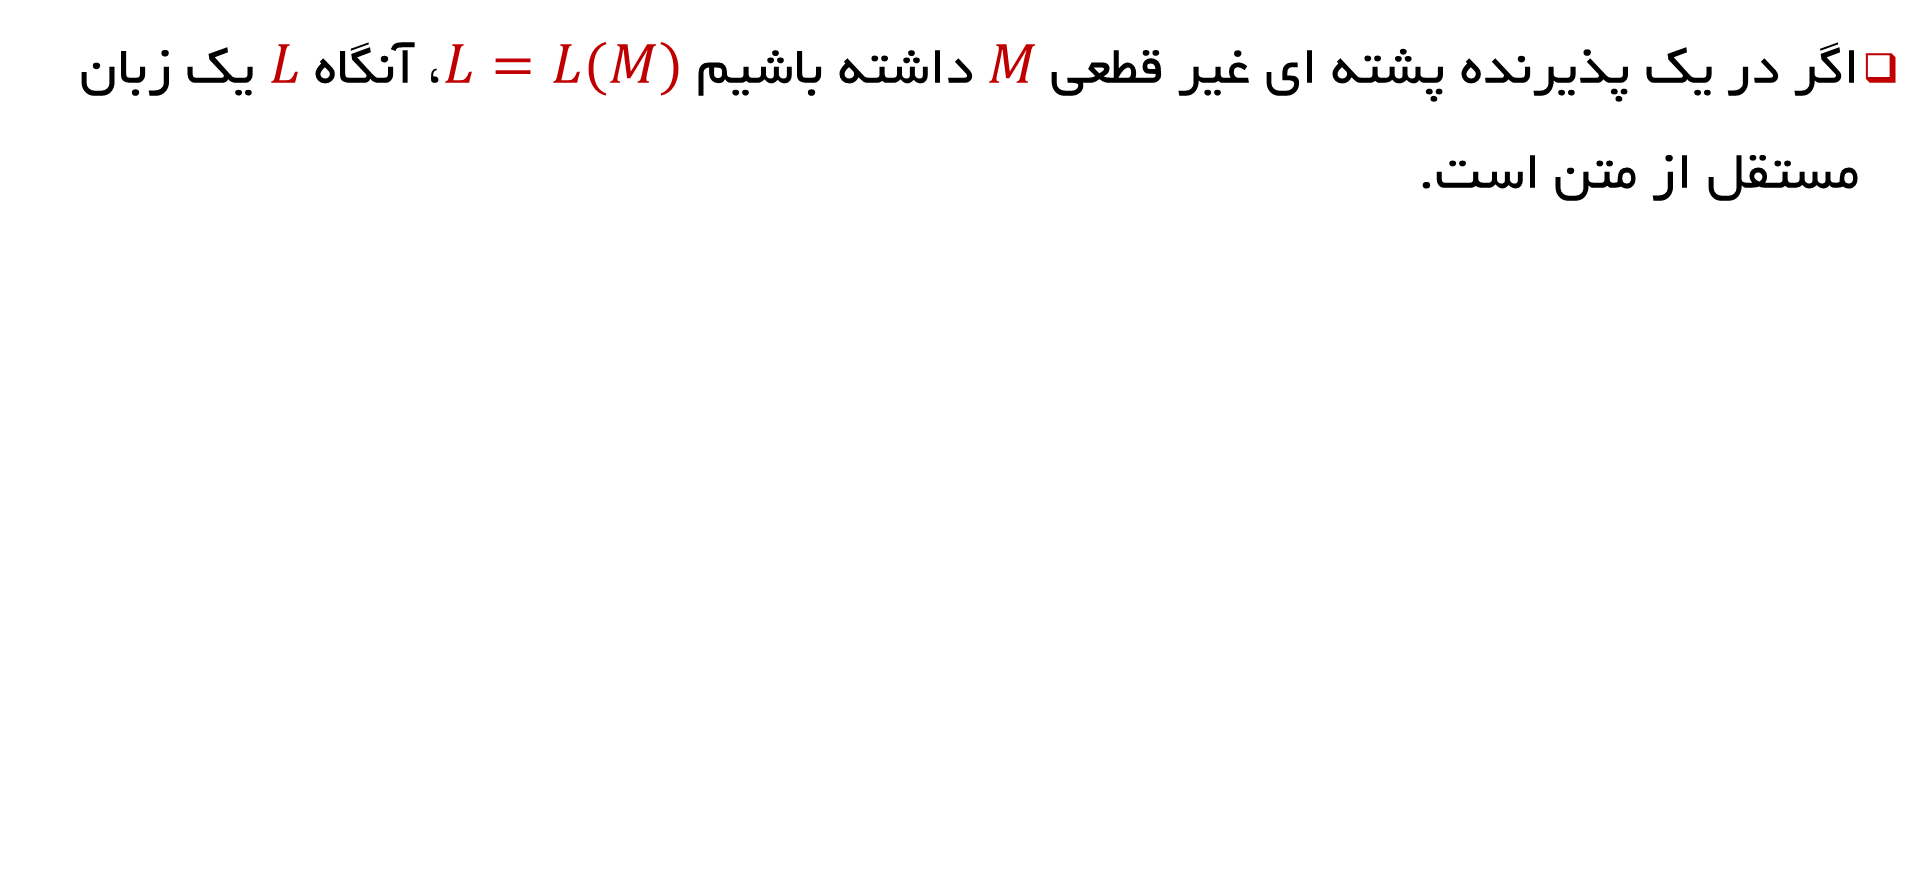 ❑اگر در یک پذیرنده پشته ای غیر قطعی M داشته باشیم L = L(M)، آنگاه L یک زبان
مستقل از متن است.